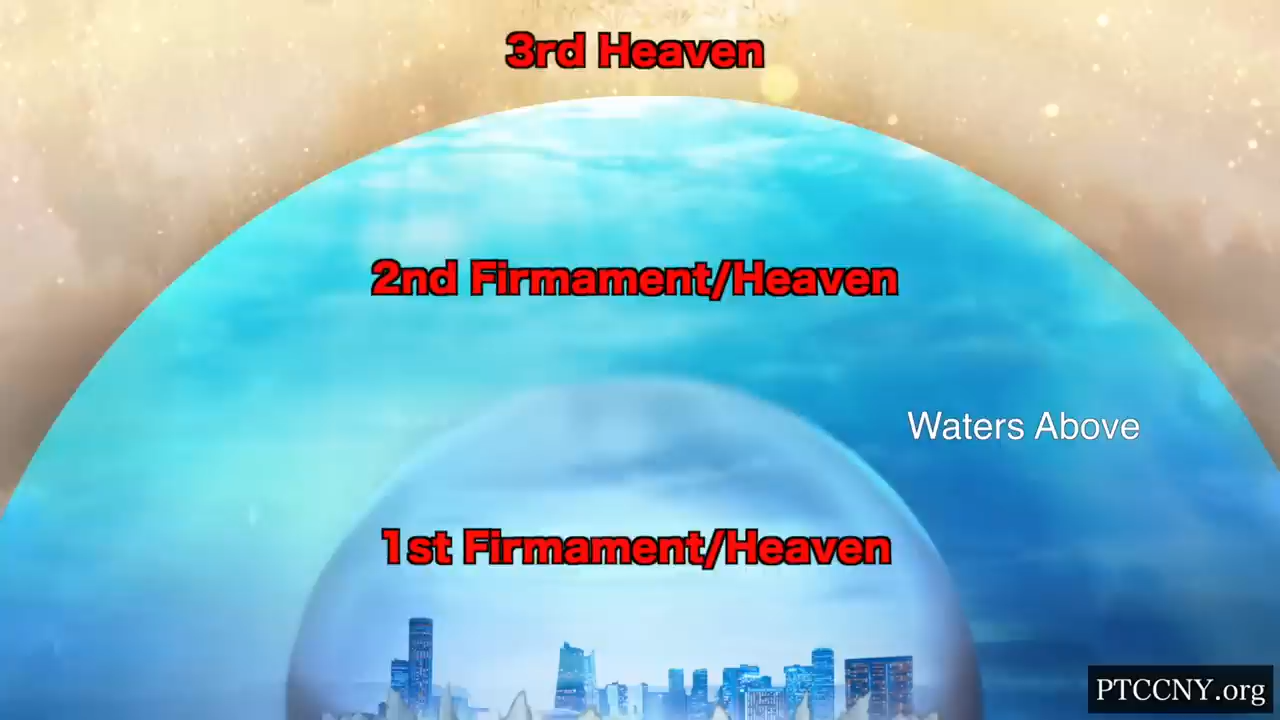 3rd Heaven
2nd Firmament/Heaven
Waters Above
1st Firmament/Heaven
PTCCNY.org